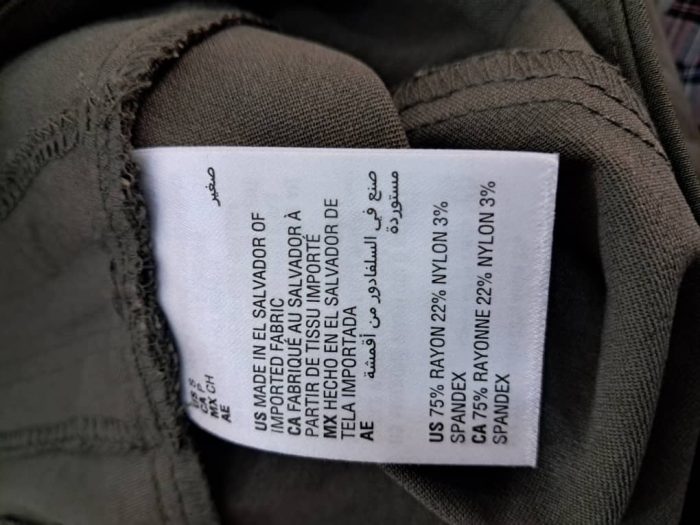 US S
CA P
MX CH
AE صغير
US MADE IN EL SALVADOR OF
IMPORTED FABRIC
CA FABRIQUÉ AU SALVADOR À
PARTIR DE TISSU IMPORTÉ
MX HECHO EN EL SALVADOR DE
TELA IMPORTADA
AE صنع في السلفادور من أقمشة
مستوردة
US 75% RAYON 22% NYLON 3%
SPANDEX
CA 75% RAYONNE 22% NYLON 3%
SPANDEX